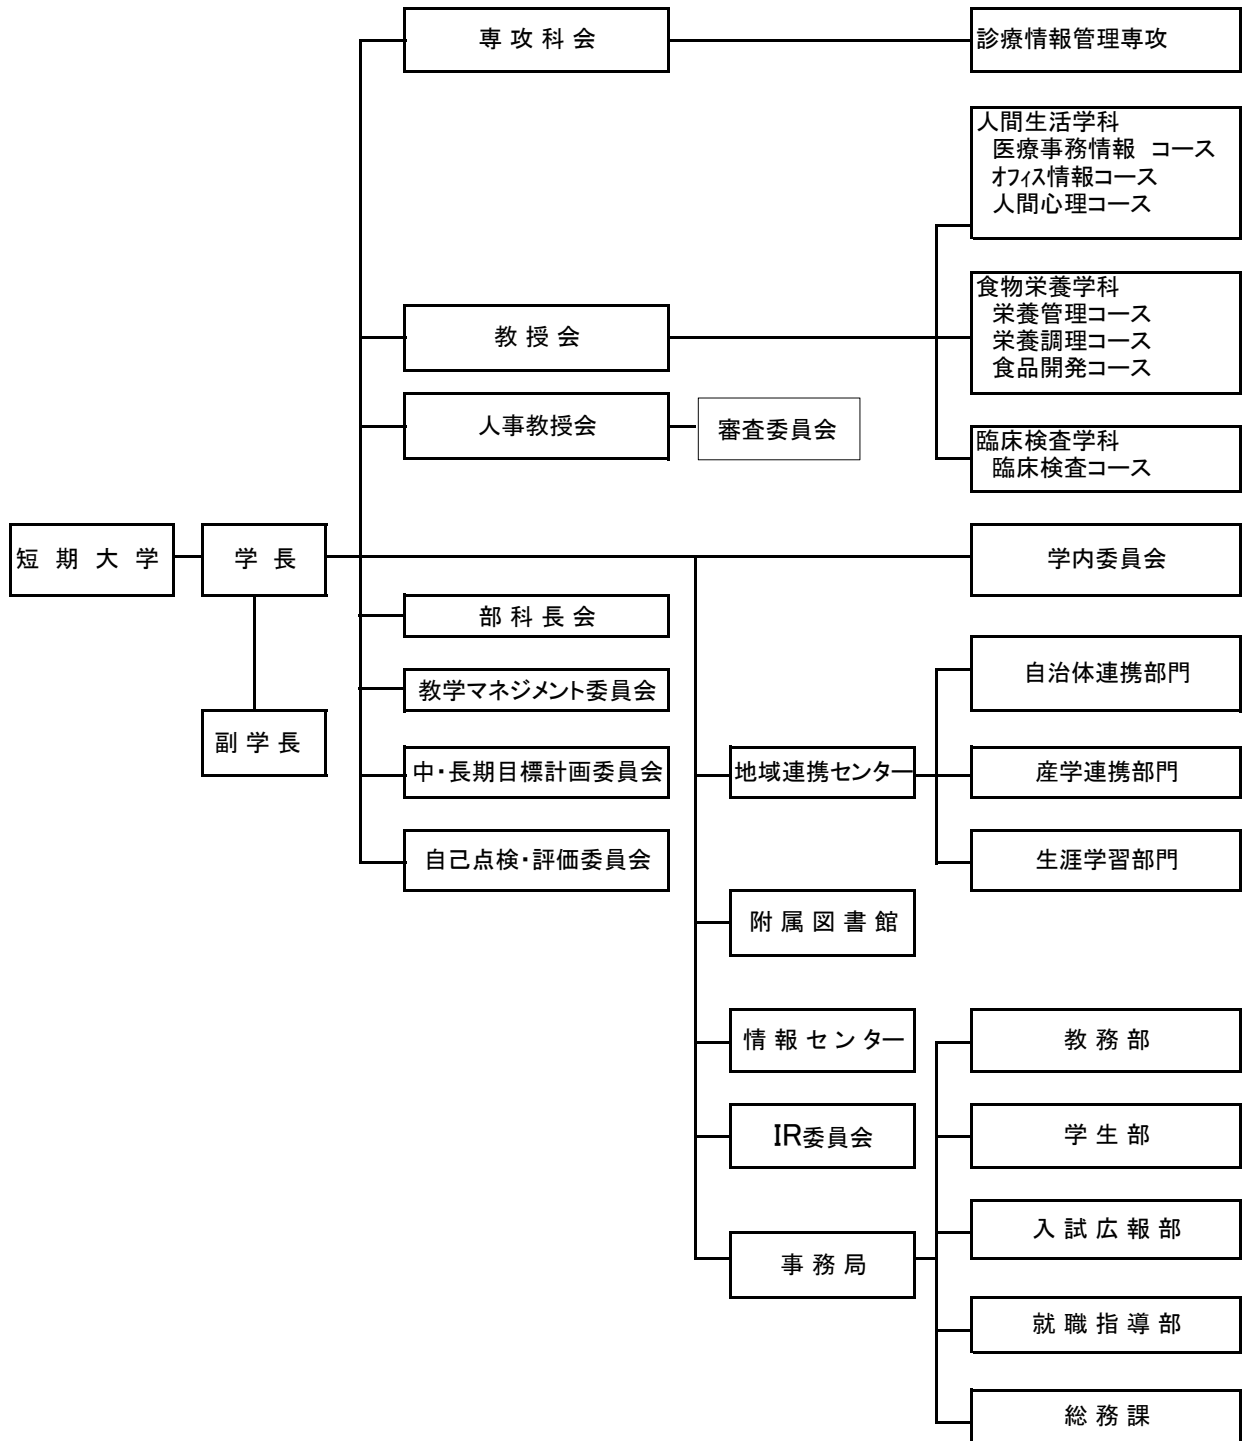 専攻科会
診療情報管理専攻
人間生活学科
医療事務情報 コース
オフィス情報コース
人間心理コース
教授会
食物栄養学科
栄養管理コース
栄養調理コース
食品開発コース
人事教授会
審査委員会
臨床検査学科
臨床検査コース
短期大学
学長
学内委員会
部科長会
教学マネジメント委員会
自治体連携部門
副学長
中・長期目標計画委員会
地域連携センター
産学連携部門
自己点検・評価委員会
生涯学習部門
附属図書館
情報センター
教務部
IR委員会
学生部
入試広報部
事務局
就職指導部
総務課